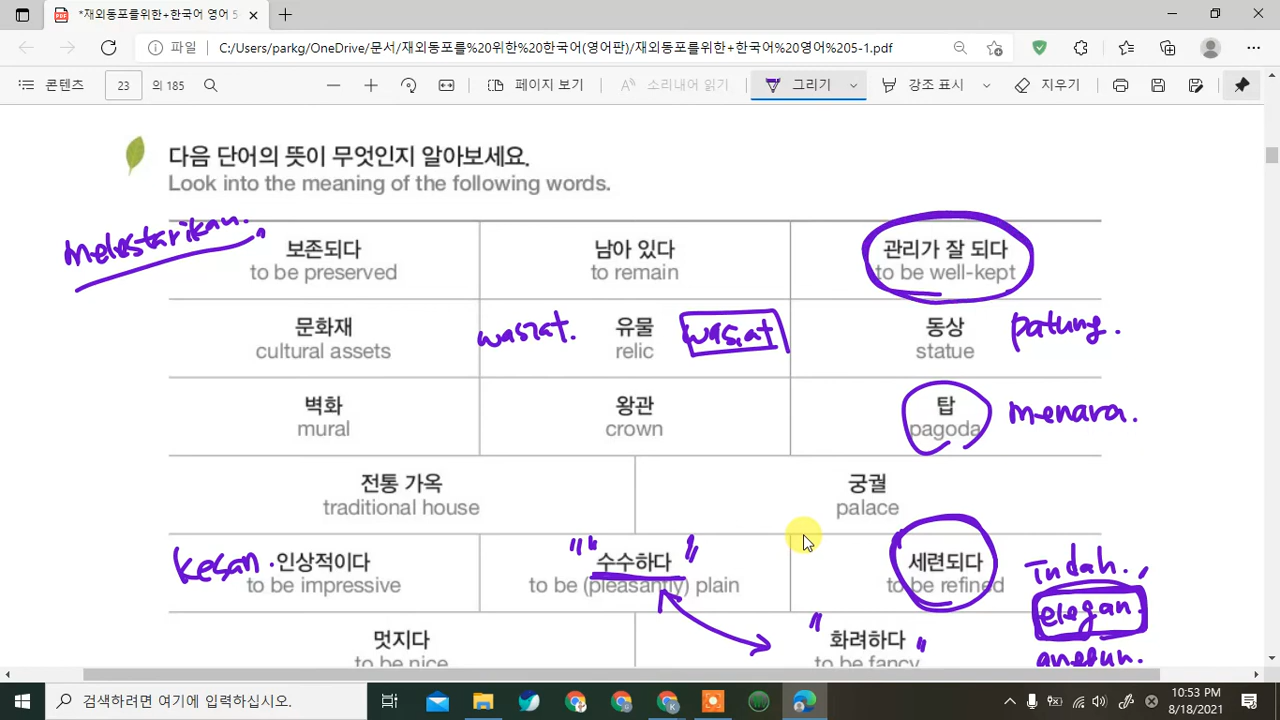 *재외동포를위한+한국어 영어 5
파일 C:/Users/parkg/OneDrive/문서/재외동포를%20위한%20한국어(영어판)/재외동포를위한+한국어%20영어%205-1.pdf
콘텐츠 23 의 185 페이지 보기 소리내어 읽기 그리기 강조 표시 지우기
다음 단어의 뜻이 무엇인지 알아보세요.
Look into the meaning of the following words.
melestarikan.
보존되다 남아 있다 관리가 잘 되다
to be preserved to remain to be well-kept
문화재 wasiat. 유물 wasiat 동상 patung.
cultural assets relic statue
벽화 왕관 탑 menara.
mural crown pagoda
전통 가옥 궁궐
traditional house palace
kesan. 인상적이다 "수수하다" 세련되다 Indah.
to be impressive to be (pleasantly) plain to be refined elegan.
멋지다 "화려하다"
to be nice to be fancy
검색하려면 여기에 입력하십시오.
10:53 PM
8/18/2021